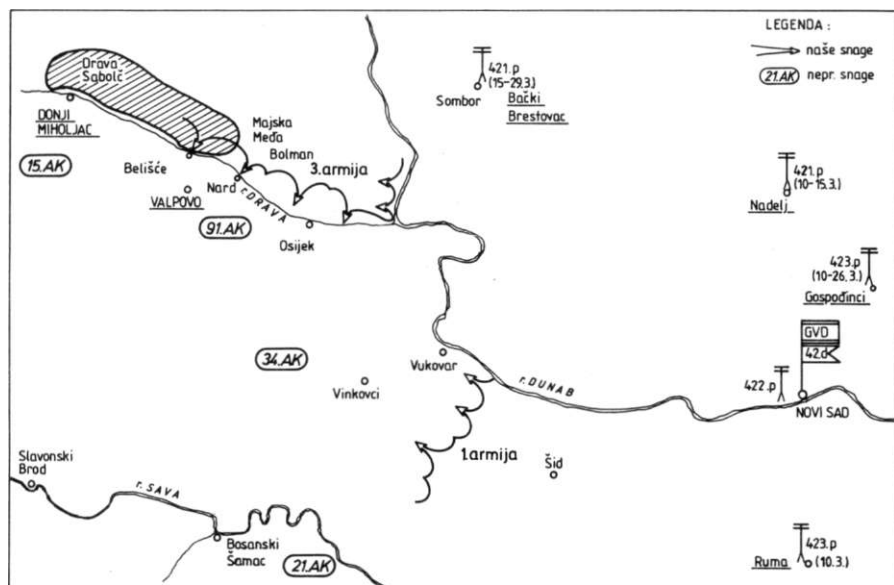 LEGENDA :
naše snage
21.AK nepr. snage
Drava
Sabolč
DONJI
MIHOLJAC
15.AK
Majska
Međa
Bolman
3.armija
Belišće
Nard
r.DRAVA
VALPOVO
91.AK
Osijek
421.p
(15-29.3.)
Sombor
Bački
Brestovac
421.p
(10-15.3.)
Nadelj
423.p
(10-26.3.)
Gospođinci
GVD
42.d
422.p
NOVI SAD
34.AK
Vukovar
Vinkovci
r. DUNAB
1.armija
Šid
Slavonski
Brod
r. SAVA
Bosanski
Šamac
21.AK
423.p
(10.3.)
Ruma